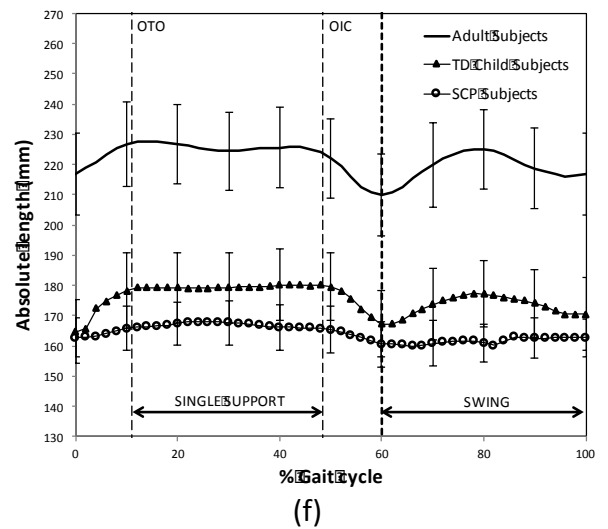 270
260
250
240
230
220
210
200
190
180
170
160
150
140
130
Absolute⍰length⍰(mm)
OTO
OIC
Adult⍰Subjects
TD⍰Child⍰Subjects
SCP⍰Subjects
SINGLE⍰SUPPORT
SWING
0 20 40 60 80 100
%⍰Gait⍰cycle
(f)